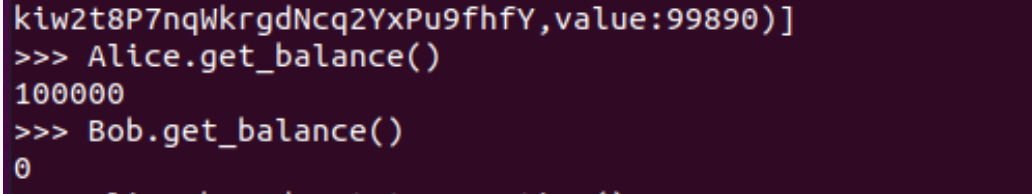 kiw2t8P7nqWkrgdNcq2YxPu9fhfY,value:99890)]
>>> Alice.get_balance()
100000
>>> Bob.get_balance()
0